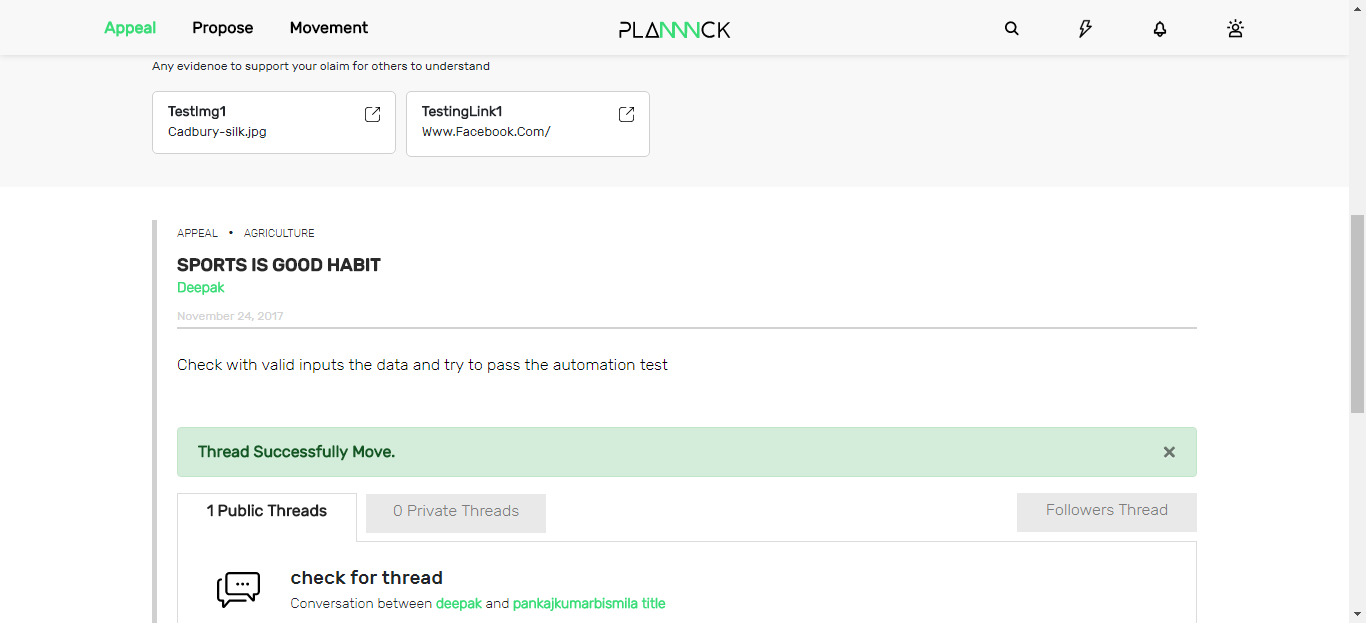 Appeal Propose Movement PLANNNCK
Any evidenoe to support your olaim for others to understand
TestImg1 TestingLink1
Cadbury-silk.jpg Www.Facebook.Com/
APPEAL • AGRICULTURE
SPORTS IS GOOD HABIT
Deepak
November 24, 2017
Check with valid inputs the data and try to pass the automation test
Thread Successfully Move. ×
1 Public Threads 0 Private Threads Followers Thread
check for thread
Conversation between deepak and pankajkumarbismila title